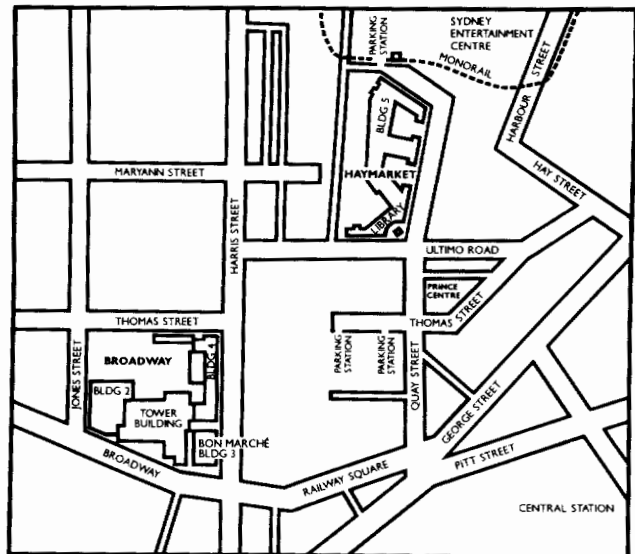 PARKING
STATION
SYDNEY
ENTERTAINMENT
CENTRE
MONORAIL
HARBOUR STREET
BLDG 5
HAYMARKET
HAY STREET
MARYANN STREET
LIBRARY
HARRIS STREET
ULTIMO ROAD
PRINCE
CENTRE
THOMAS STREET
THOMAS STREET
JONES STREET
BROADWAY
BLDG 4
PARKING
STATION
PARKING
STATION
QUAY STREET
BLDG 2
TOWER
BUILDING
GEORGE STREET
BON MARCHÉ
BLDG 3
BROADWAY
RAILWAY SQUARE
PITT STREET
CENTRAL STATION